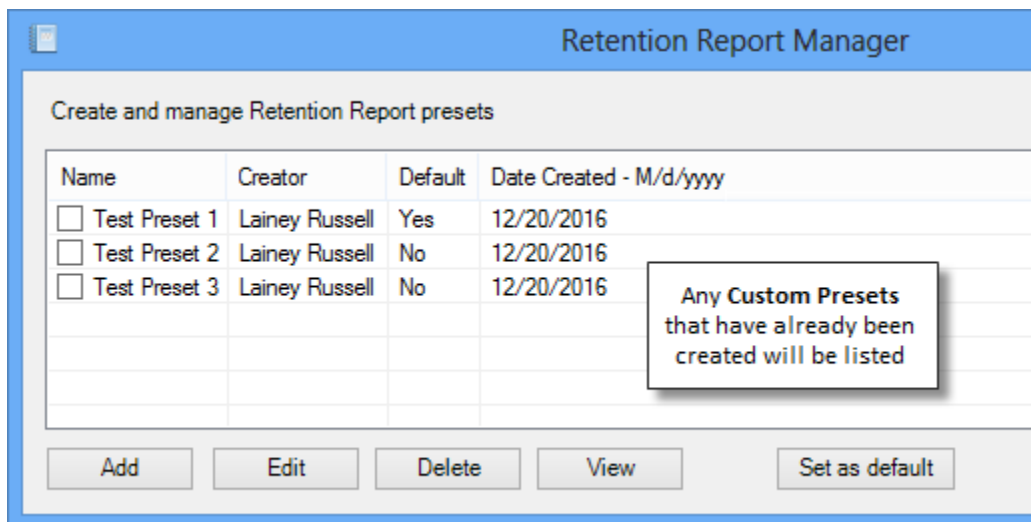 Retention Report Manager
Create and manage Retention Report presets
Name Creator Default Date Created - M/d/yyyy
Test Preset 1 Lainey Russell Yes 12/20/2016
Test Preset 2 Lainey Russell No 12/20/2016
Test Preset 3 Lainey Russell No 12/20/2016
Any Custom Presets
that have already been
created will be listed
Add Edit Delete View Set as default